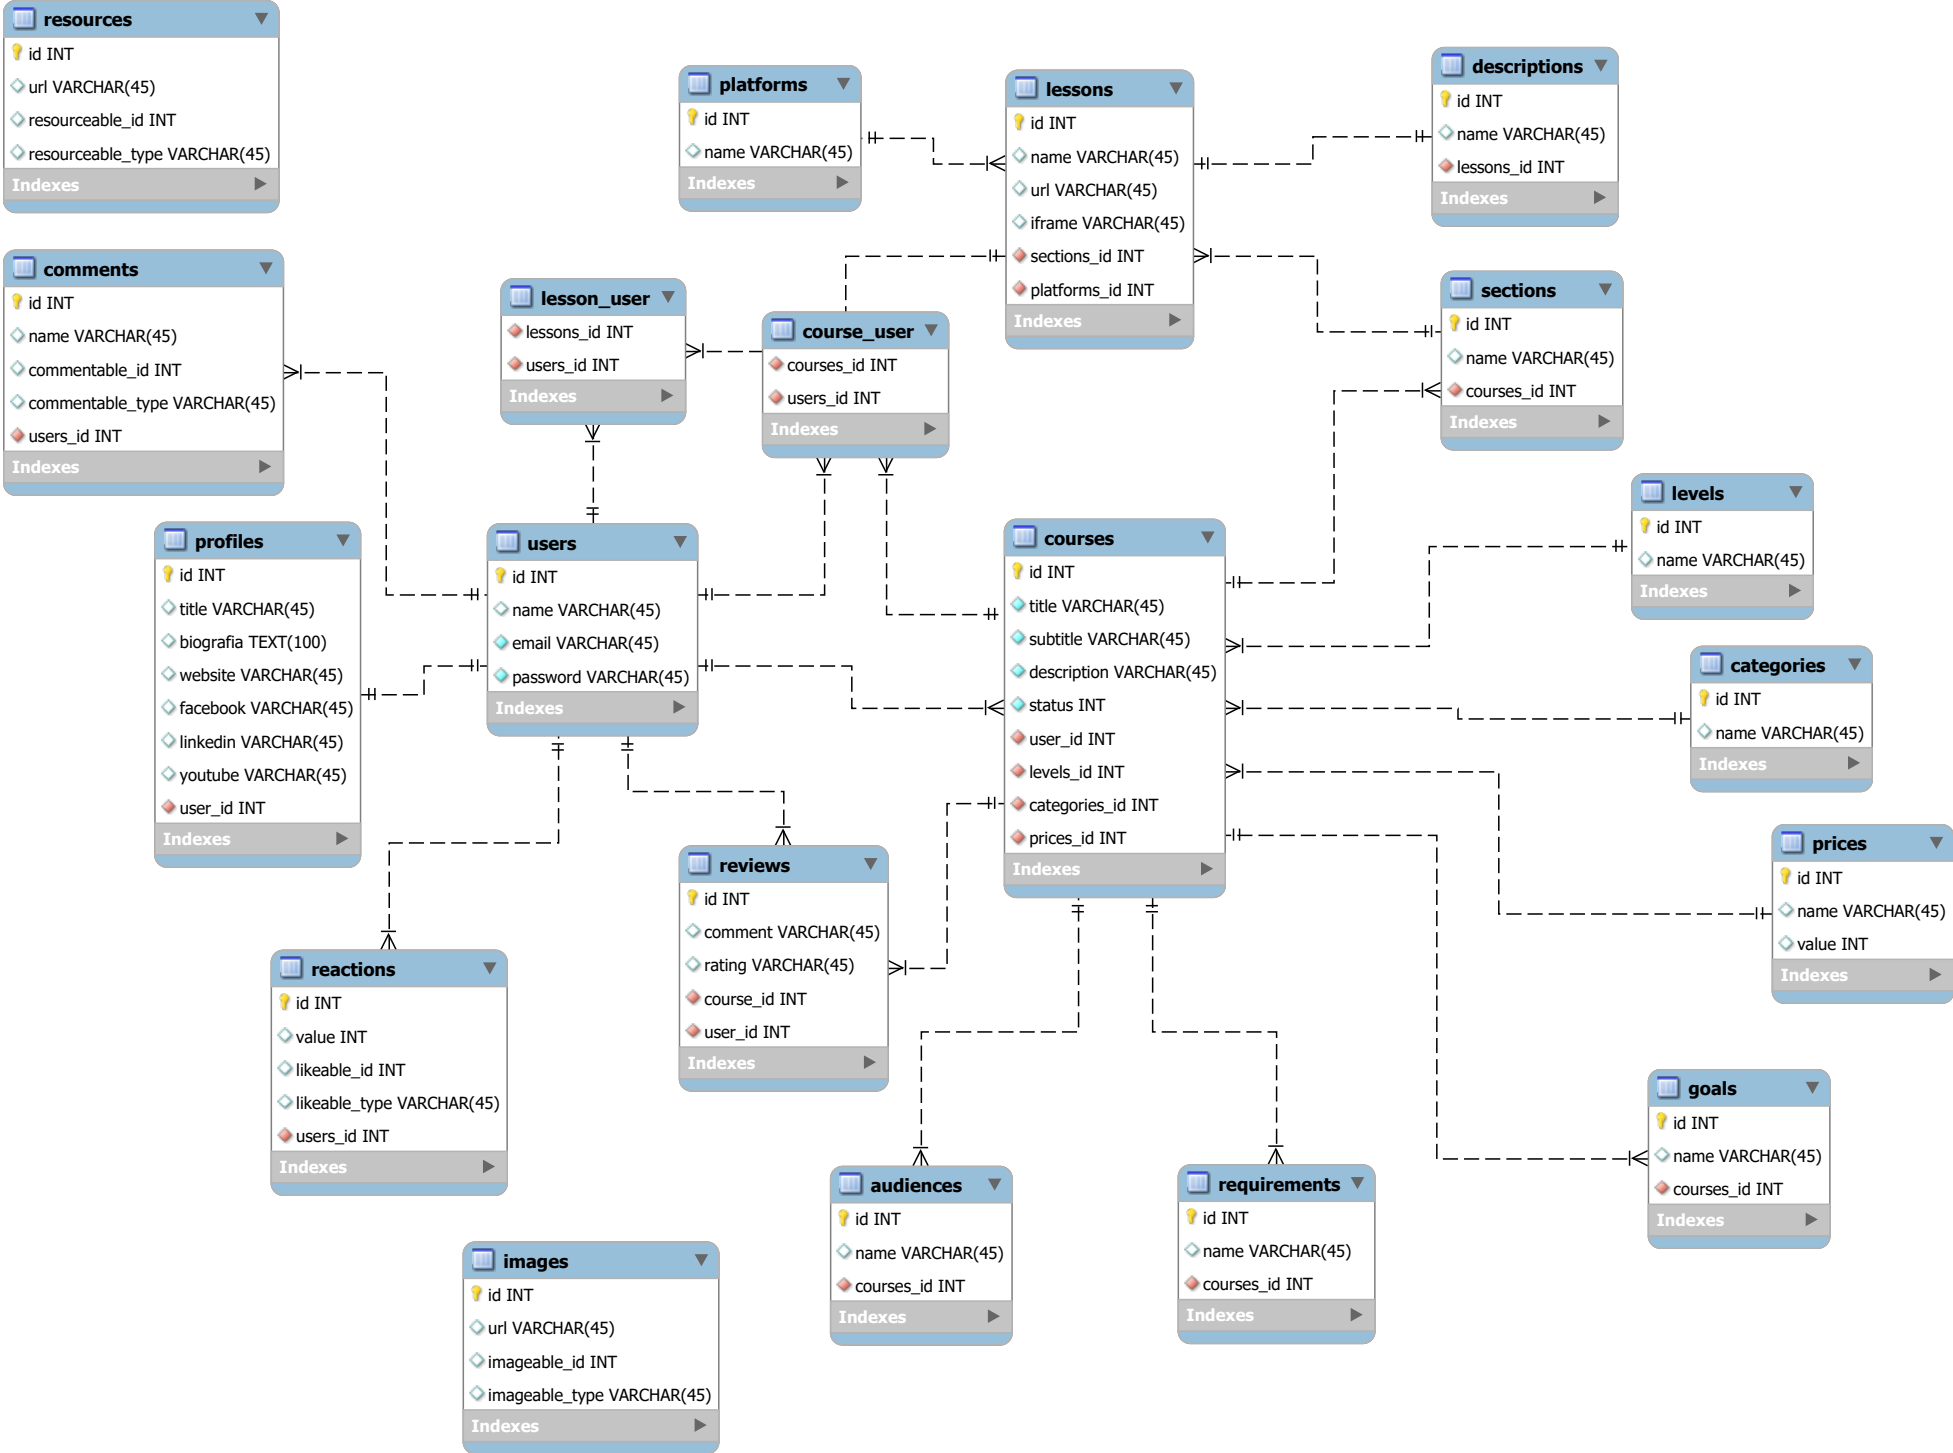 resources
id INT
url VARCHAR(45)
resourceable_id INT
resourceable_type VARCHAR(45)
Indexes
platforms
id INT
name VARCHAR(45)
Indexes
lessons
id INT
name VARCHAR(45)
url VARCHAR(45)
iframe VARCHAR(45)
sections_id INT
platforms_id INT
Indexes
descriptions
id INT
name VARCHAR(45)
lessons_id INT
Indexes
comments
id INT
name VARCHAR(45)
commentable_id INT
commentable_type VARCHAR(45)
users_id INT
Indexes
lesson_user
lessons_id INT
users_id INT
Indexes
course_user
courses_id INT
users_id INT
Indexes
sections
id INT
name VARCHAR(45)
courses_id INT
Indexes
levels
id INT
name VARCHAR(45)
Indexes
profiles
id INT
title VARCHAR(45)
biografia TEXT(100)
website VARCHAR(45)
facebook VARCHAR(45)
linkedin VARCHAR(45)
youtube VARCHAR(45)
user_id INT
Indexes
users
id INT
name VARCHAR(45)
email VARCHAR(45)
password VARCHAR(45)
Indexes
courses
id INT
title VARCHAR(45)
subtitle VARCHAR(45)
description VARCHAR(45)
status INT
user_id INT
levels_id INT
categories_id INT
prices_id INT
Indexes
categories
id INT
name VARCHAR(45)
Indexes
prices
id INT
name VARCHAR(45)
value INT
Indexes
reviews
id INT
comment VARCHAR(45)
rating VARCHAR(45)
course_id INT
user_id INT
Indexes
reactions
id INT
value INT
likeable_id INT
likeable_type VARCHAR(45)
users_id INT
Indexes
goals
id INT
name VARCHAR(45)
courses_id INT
Indexes
audiences
id INT
name VARCHAR(45)
courses_id INT
Indexes
requirements
id INT
name VARCHAR(45)
courses_id INT
Indexes
images
id INT
url VARCHAR(45)
imageable_id INT
imageable_type VARCHAR(45)
Indexes